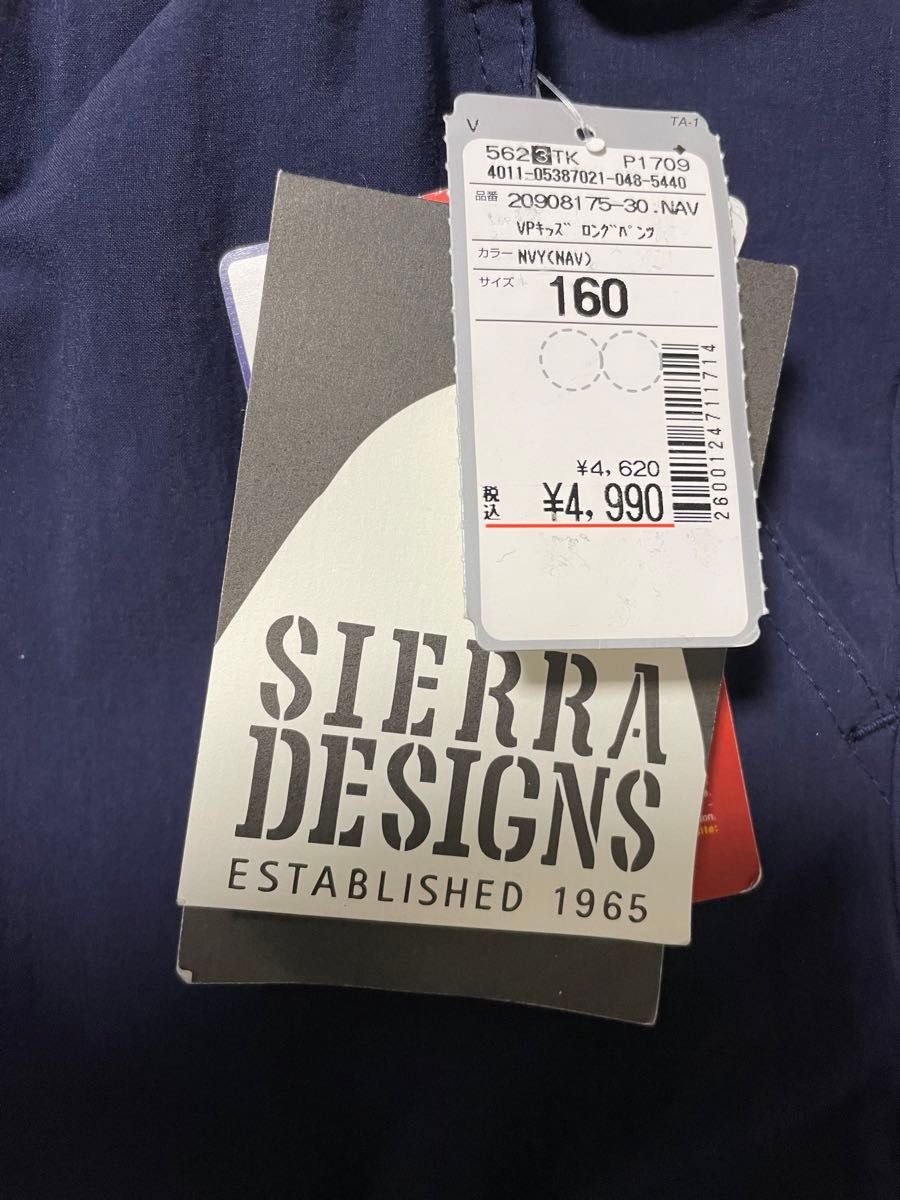 V TA-1
562 3 TK P1709
4011-05387021-048-5440
品番 20908175-30.NAV
VPキッズ ロングパンツ
カラー NVY(NAV)
サイズ 160
¥4,620
税込 ¥4,990
2600124711714
SIERRA
DESIGNS
ESTABLISHED 1965
ion.
ite: